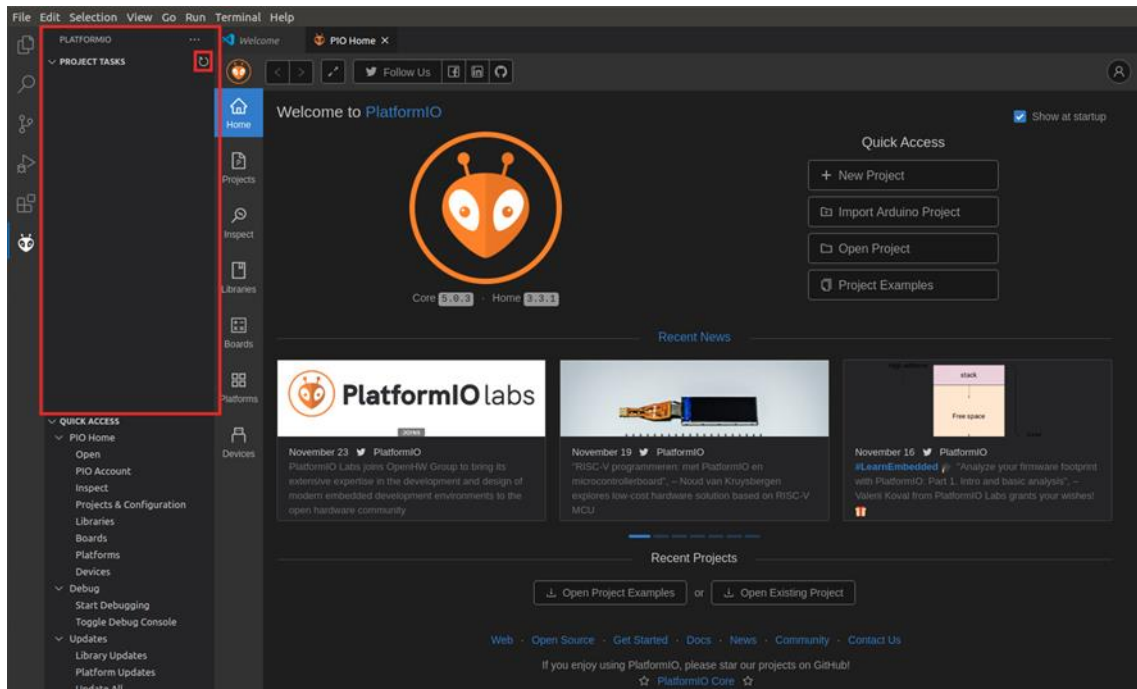 File Edit Selection View Go Run Terminal Help
PLATFORMIO
PROJECT TASKS
Welcome
PIO Home
Follow Us
Home
Projects
Inspect
Libraries
Boards
Platforms
Devices
Welcome to PlatformIO
Show at startup
Core 5.0.3 · Home 3.3.1
Quick Access
+ New Project
Import Arduino Project
Open Project
Project Examples
Recent News
PlatformIO labs
JOINS
November 23 PlatformIO
PlatformIO Labs joins OpenHW Group to bring its
extensive expertise in the development and design of
modern embedded development environments to the
open hardware community
November 19 PlatformIO
"RISC-V programmeren: met PlatformIO en
microcontrollerboard", – Noud van Kruysbergen
explores low-cost hardware solution based on RISC-V
MCU
stack
Free space
November 16 PlatformIO
#LearnEmbedded "Analyze your firmware footprint
with PlatformIO: Part 1. Intro and basic analysis", –
Valerii Koval from PlatformIO Labs grants your wishes!
Recent Projects
Open Project Examples or Open Existing Project
Web · Open Source · Get Started · Docs · News · Community · Contact Us
If you enjoy using PlatformIO, please star our projects on GitHub!
PlatformIO Core
QUICK ACCESS
PIO Home
Open
PIO Account
Inspect
Projects & Configuration
Libraries
Boards
Platforms
Devices
Debug
Start Debugging
Toggle Debug Console
Updates
Library Updates
Platform Updates
Update All